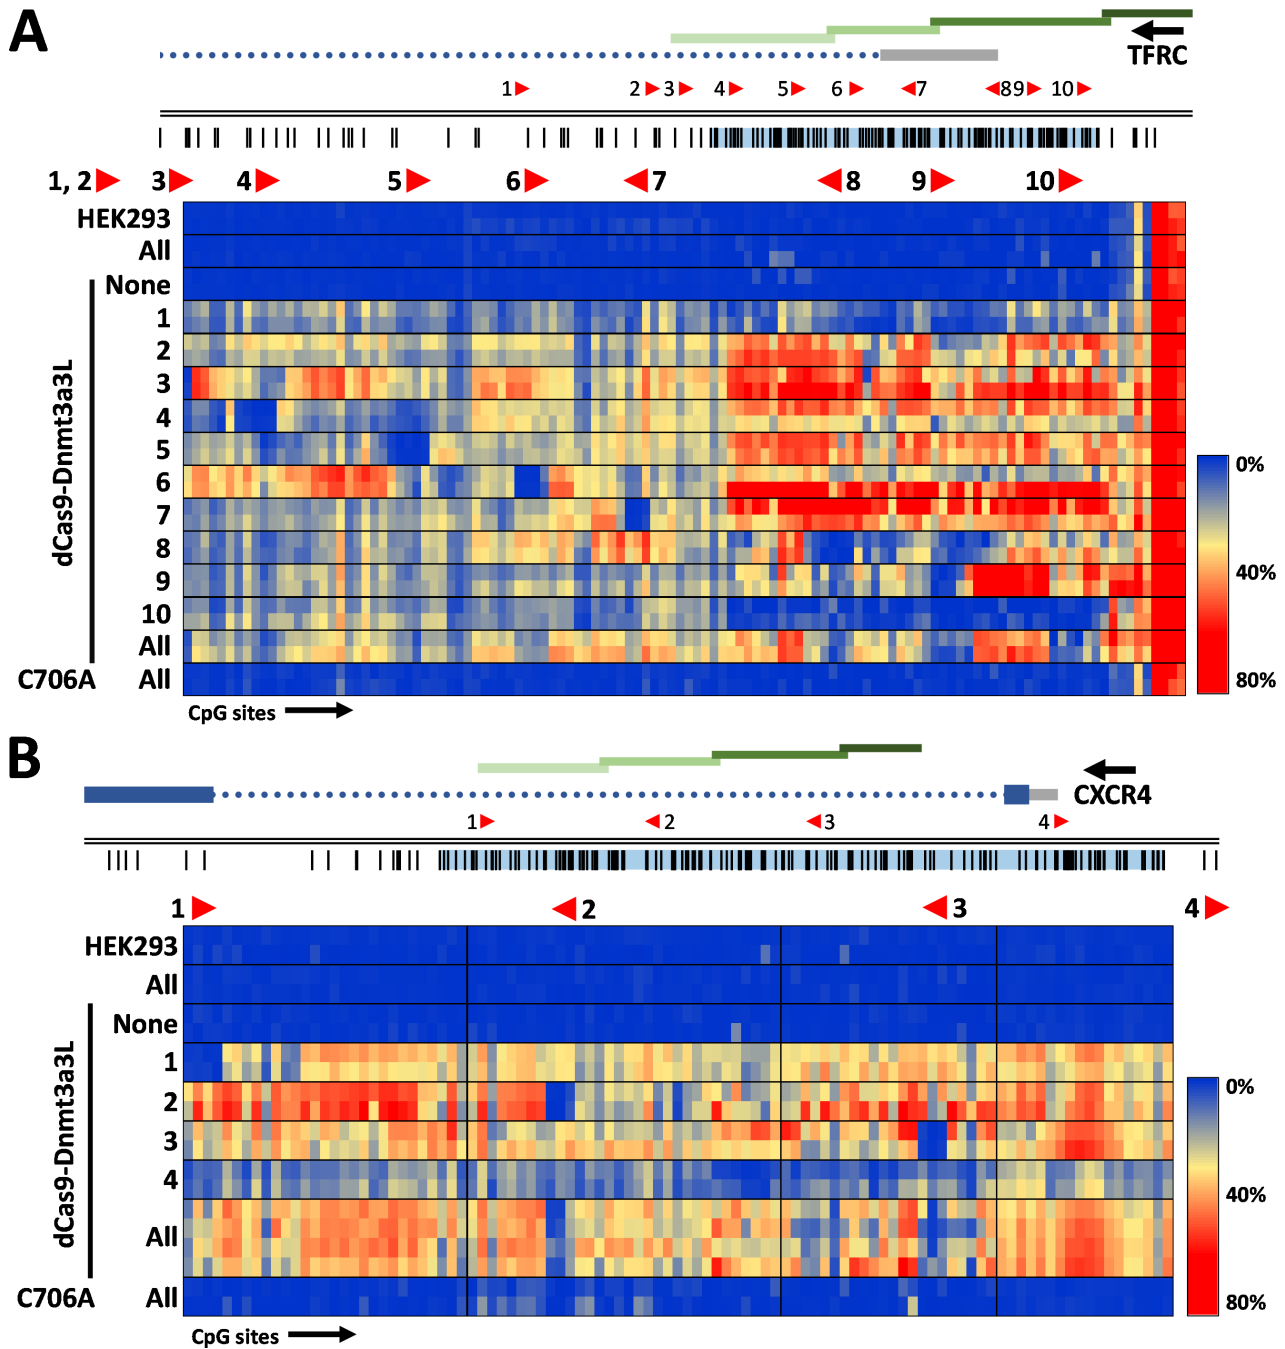 A
TFRC
1 2 3 4 5 6 7 8 9 10
1, 2 3 4 5 6 7 8 9 10
HEK293
All
None
1
2
3
4
5
6
7
8
9
10
All
C706A All
dCas9-Dnmt3a3L
0%
40%
80%
CpG sites
B
CXCR4
1 2 3 4
1 2 3 4
HEK293
All
None
1
2
3
4
All
C706A All
dCas9-Dnmt3a3L
0%
40%
80%
CpG sites